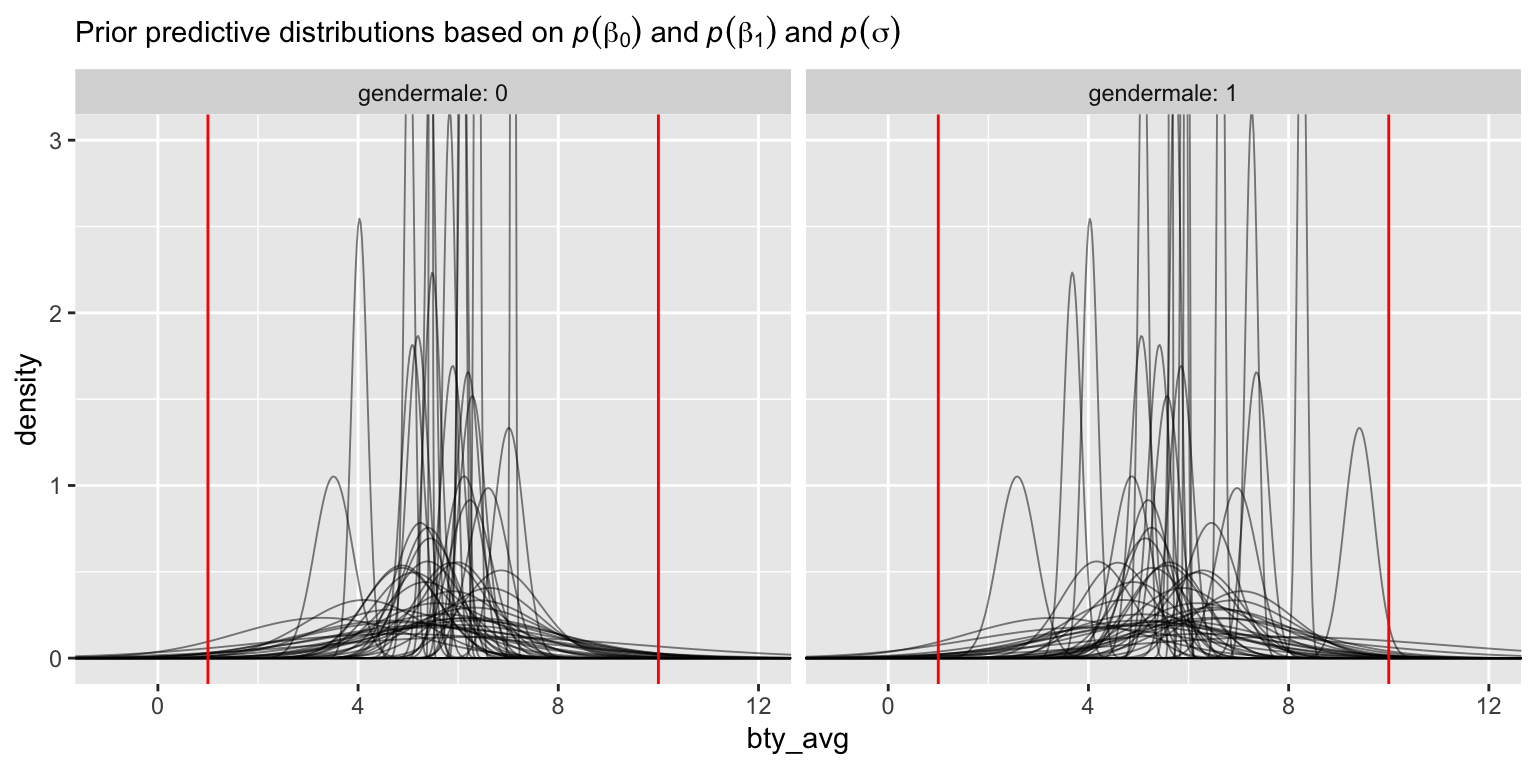 Prior predictive distributions based on p(β₀) and p(β₁) and p(σ)
gendermale: 0
gendermale: 1
3
2
1
0
density
0 4 8 12
0 4 8 12
bty_avg